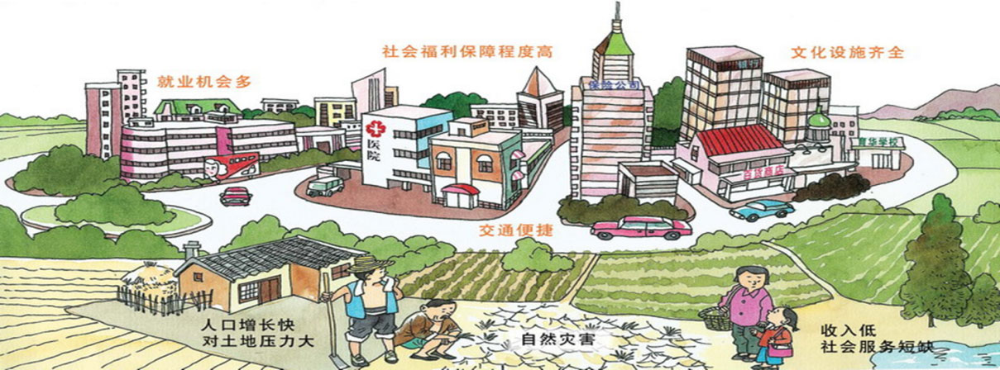 社会福利保障程度高
文化设施齐全
就业机会多
保险公司
医院
育华学校
百货商店
交通便捷
人口增长快
对土地压力大
自然灾害
收入低
社会服务短缺